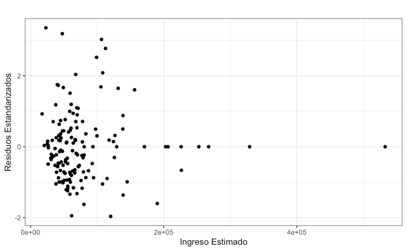 Residuos Estandarizados
2
0
-2
0e+00
2e+05
4e+05
Ingreso Estimado